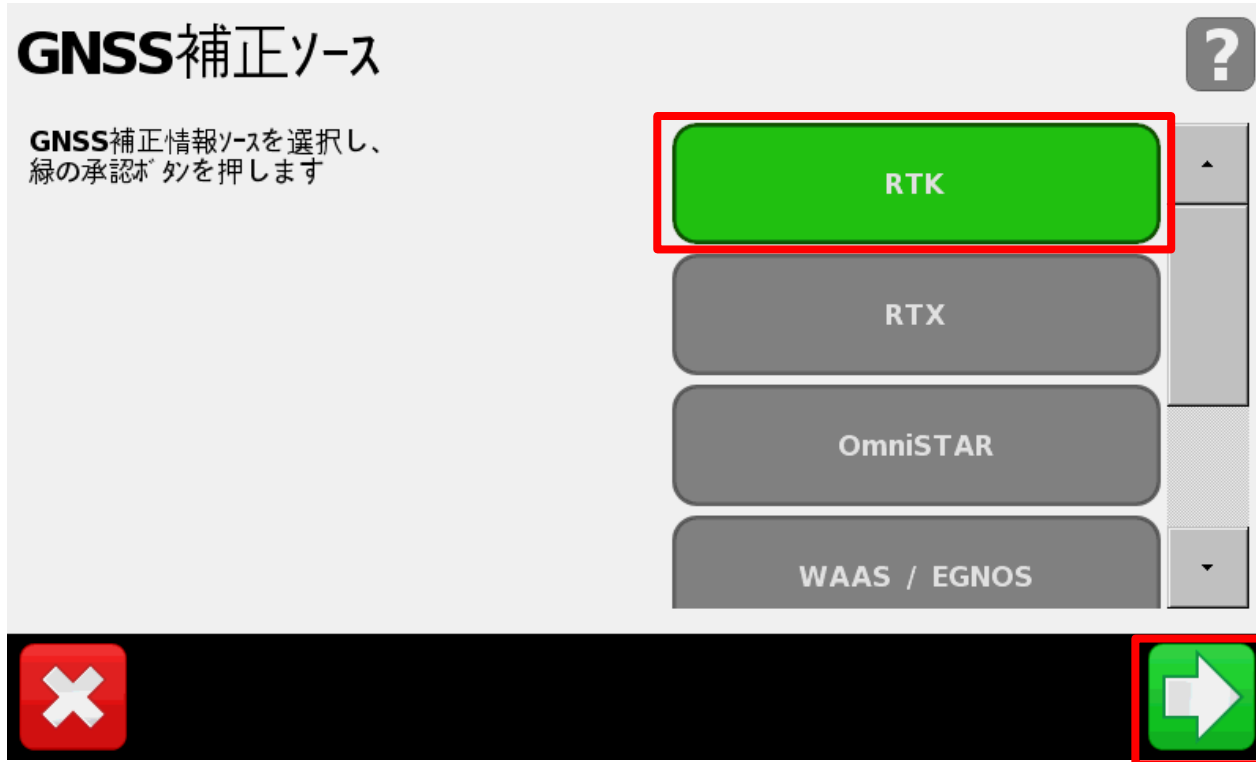 GNSS補正ソース
?
GNSS補正情報ソースを選択し、
緑の承認ボタンを押します
RTK
RTX
OmniSTAR
WAAS / EGNOS